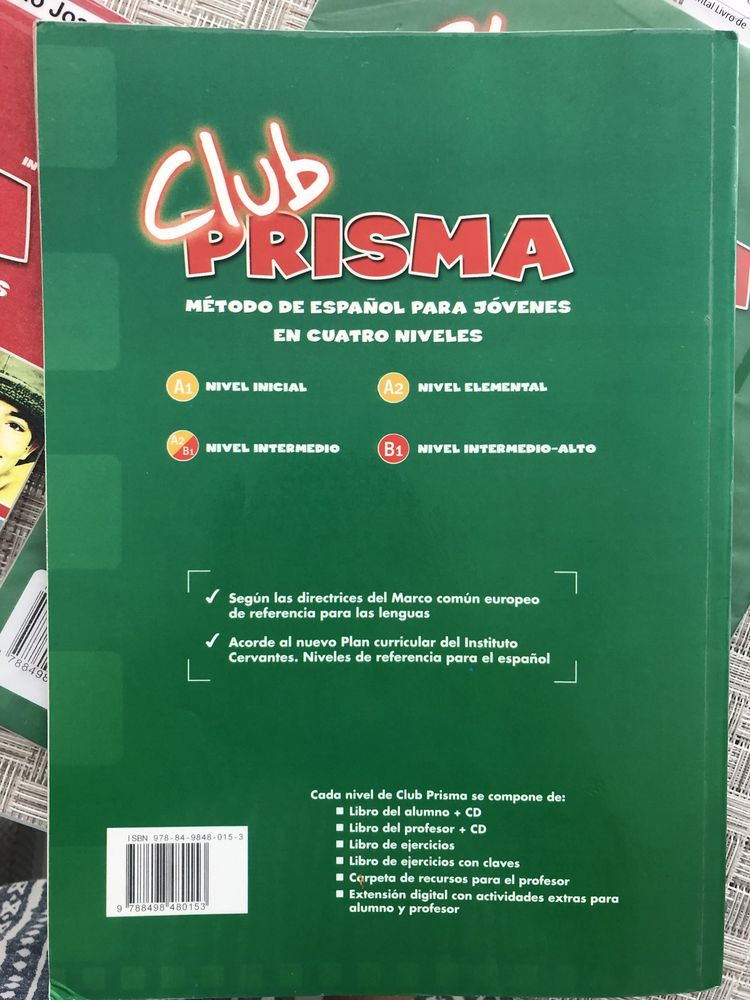 Club
PRISMA
MÉTODO DE ESPAÑOL PARA JÓVENES
EN CUATRO NIVELES
A1 NIVEL INICIAL
A2 NIVEL ELEMENTAL
A2 B1 NIVEL INTERMEDIO
B1 NIVEL INTERMEDIO-ALTO
✓ Según las directrices del Marco común europeo
de referencia para las lenguas
✓ Acorde al nuevo Plan curricular del Instituto
Cervantes. Niveles de referencia para el español
Cada nivel de Club Prisma se compone de:
■ Libro del alumno + CD
■ Libro del profesor + CD
■ Libro de ejercicios
■ Libro de ejercicios con claves
■ Carpeta de recursos para el profesor
■ Extensión digital con actividades extras para
alumno y profesor
ISBN 978-84-9848-015-3
9 788498 480153
Livro de
IN
788498